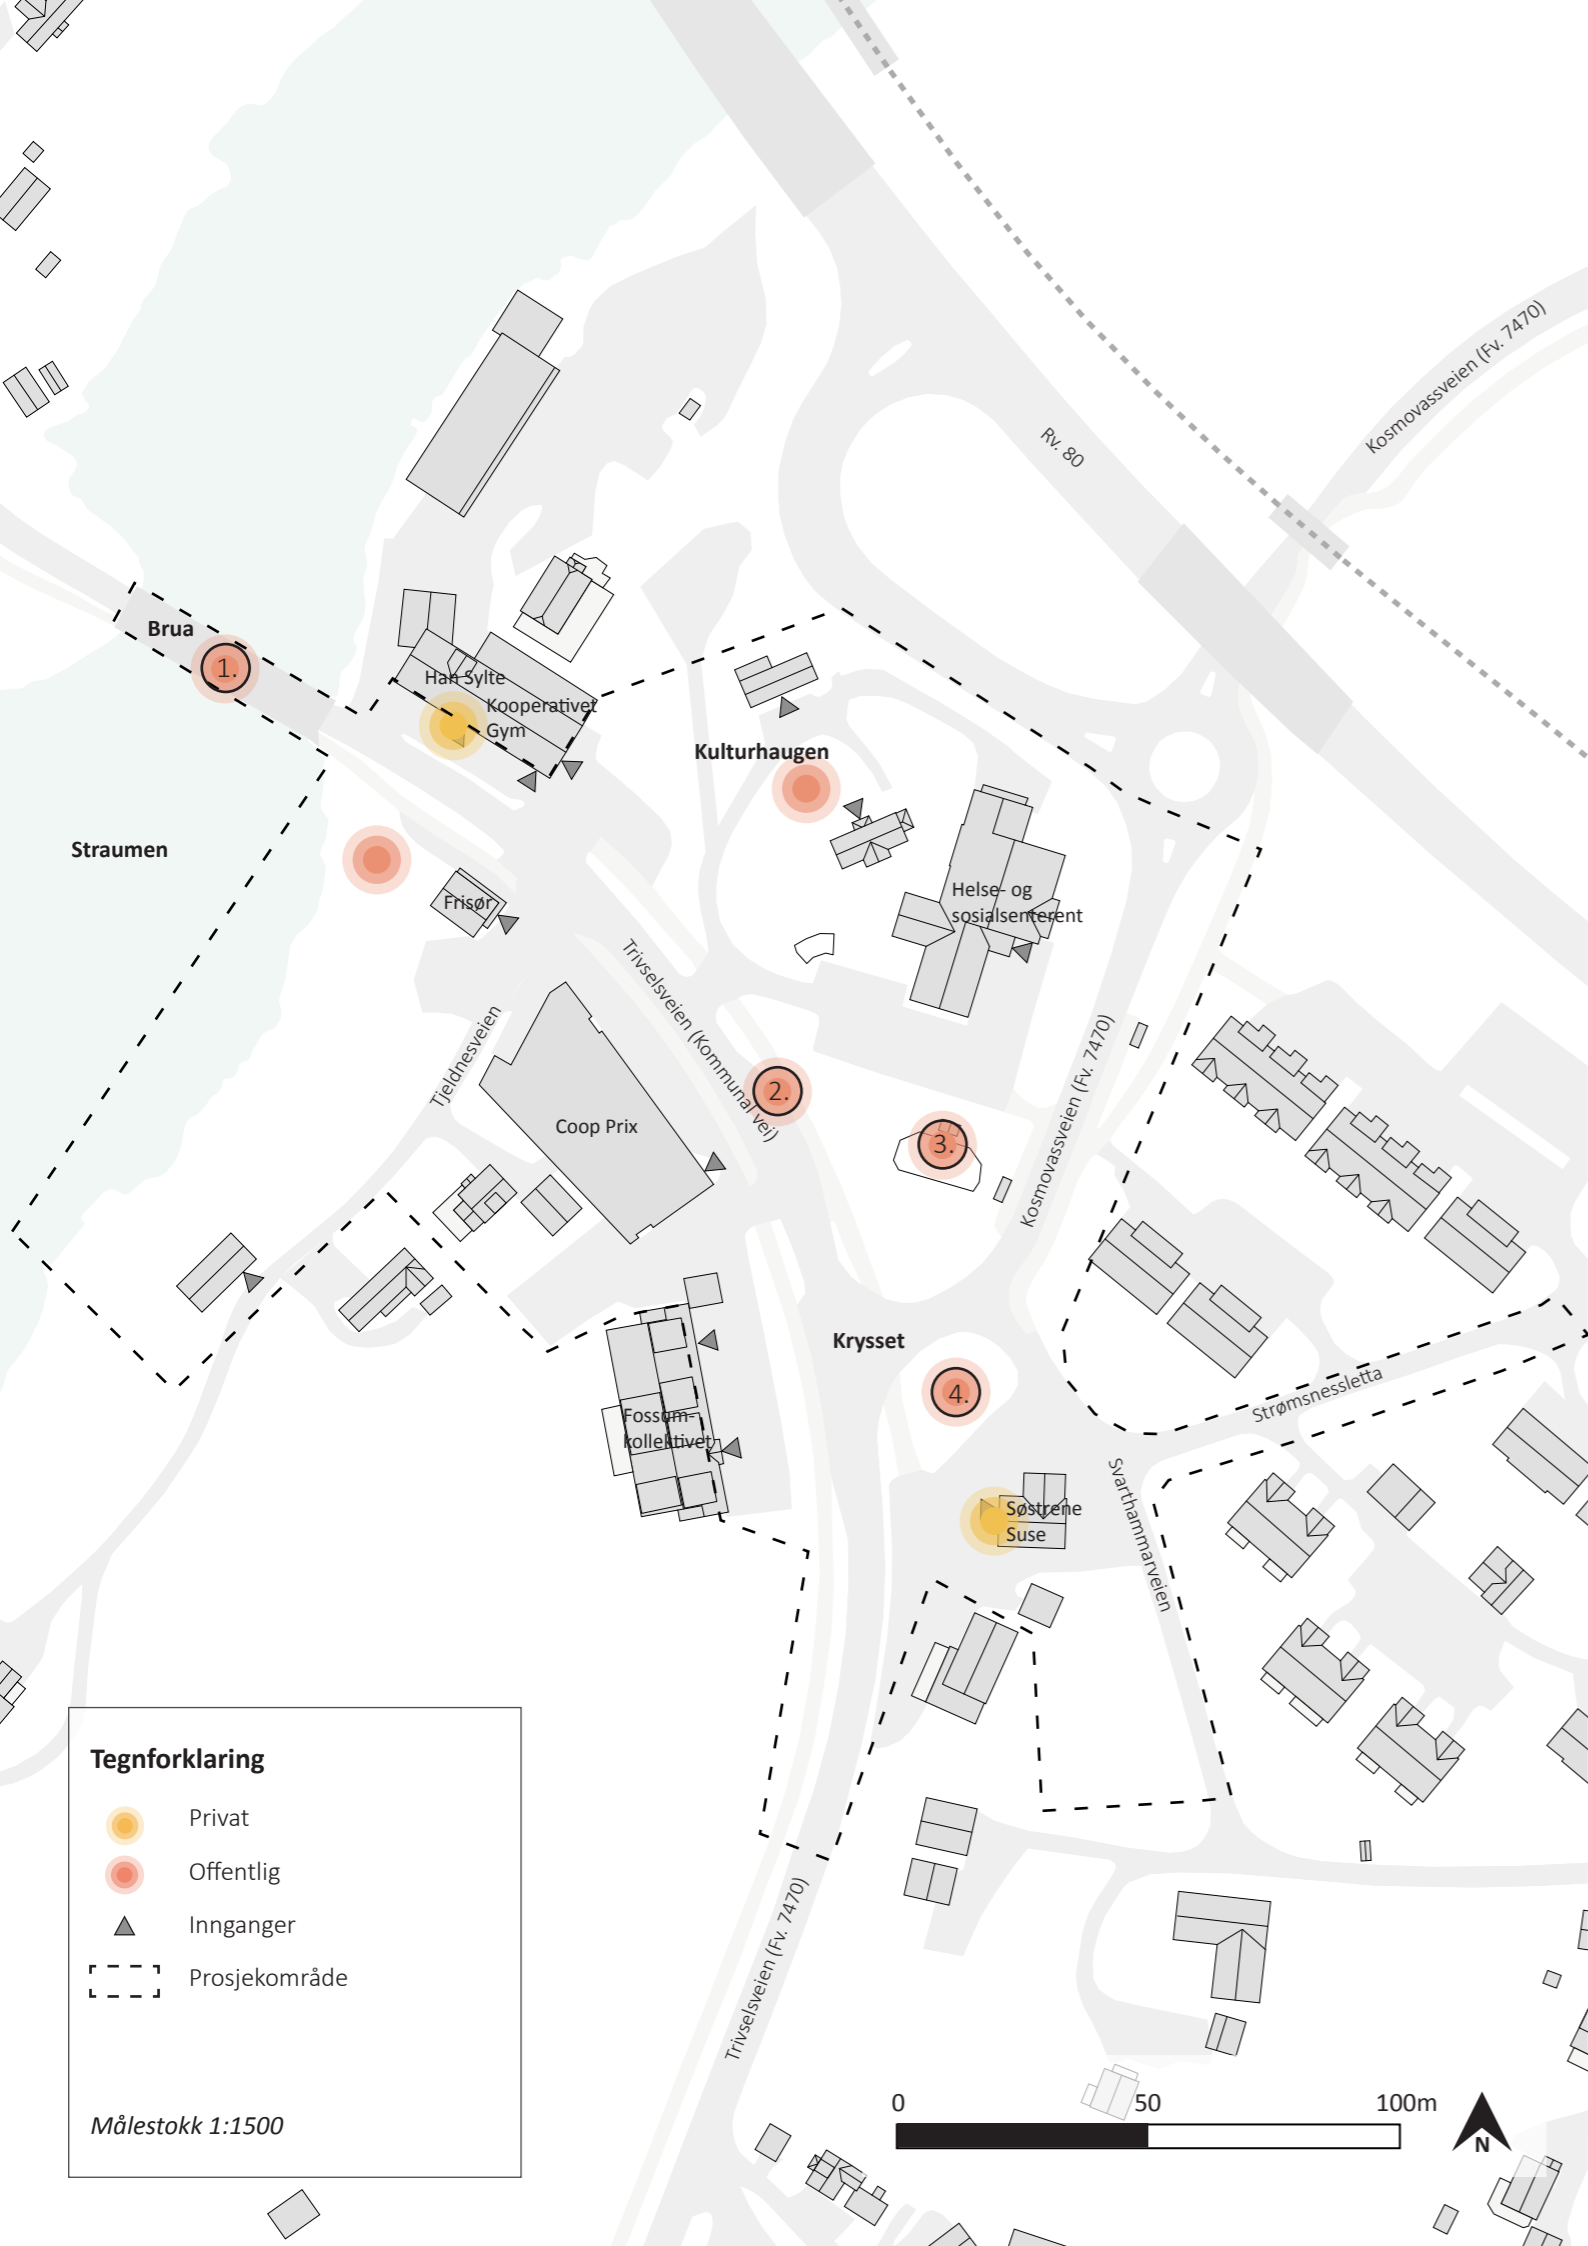 Rv. 80
Kosmovassveien (Fv. 7470)
Brua
1.
Han Sylte
Kooperativet
Gym
Kulturhaugen
Straumen
Frisør
Helse- og
sosialsenterent
Trivselsveien (Kommunal vei)
Tjeldnesveien
Kosmovassveien (Fv. 7470)
2.
Coop Prix
3.
Krysset
4.
Strømsnessletta
Fossum-
kollektivet
Svarthammarveien
Søstrene
Suse
Tegnforklaring
Privat
Offentlig
Innganger
Prosjekområde
Målestokk 1:1500
Trivselsveien (Fv. 7470)
0 50 100m
N